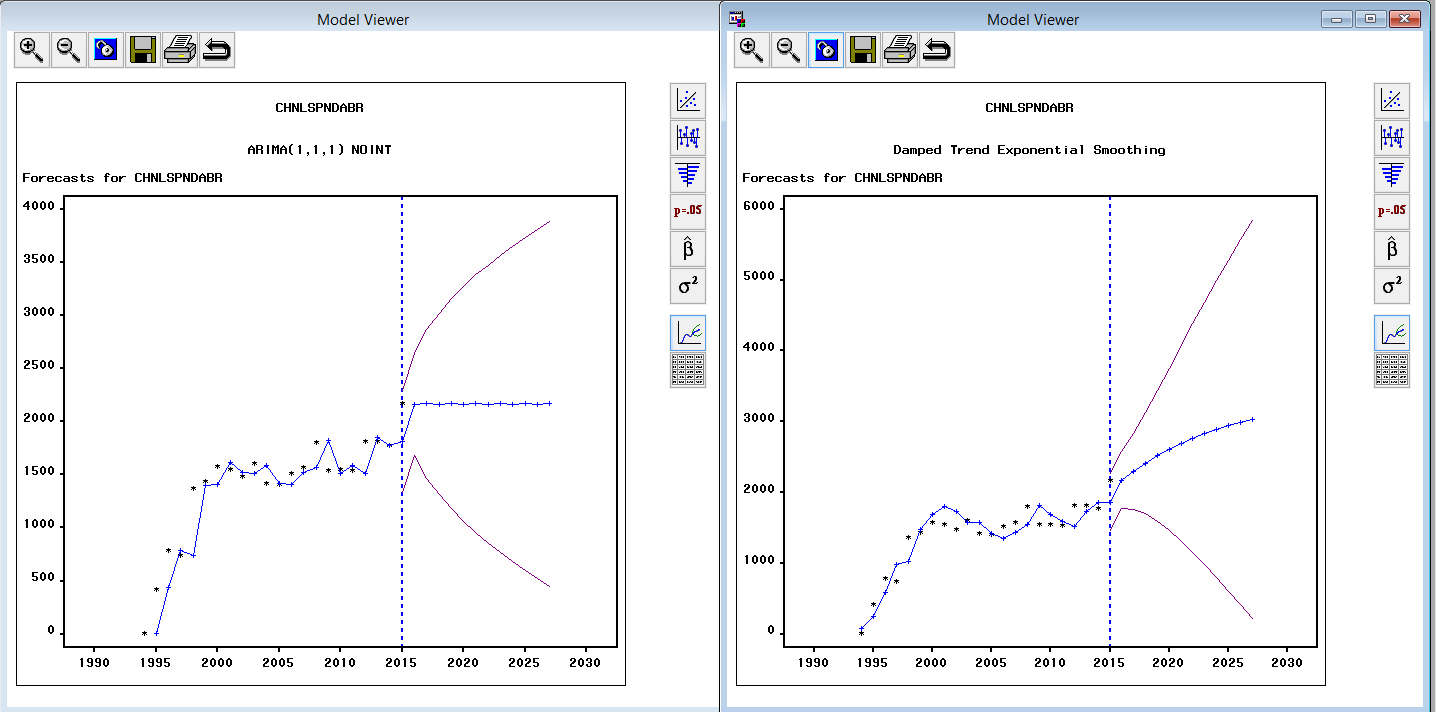 Model Viewer
CHNLSPNDABR
ARIMA(1,1,1) NOINT
Forecasts for CHNLSPNDABR
4000
3500
3000
2500
2000
1500
1000
500
0
1990 1995 2000 2005 2010 2015 2020 2025 2030
p=.05
β̂
σ²
Model Viewer
CHNLSPNDABR
Damped Trend Exponential Smoothing
Forecasts for CHNLSPNDABR
6000
5000
4000
3000
2000
1000
0
1990 1995 2000 2005 2010 2015 2020 2025 2030
p=.05
β̂
σ²